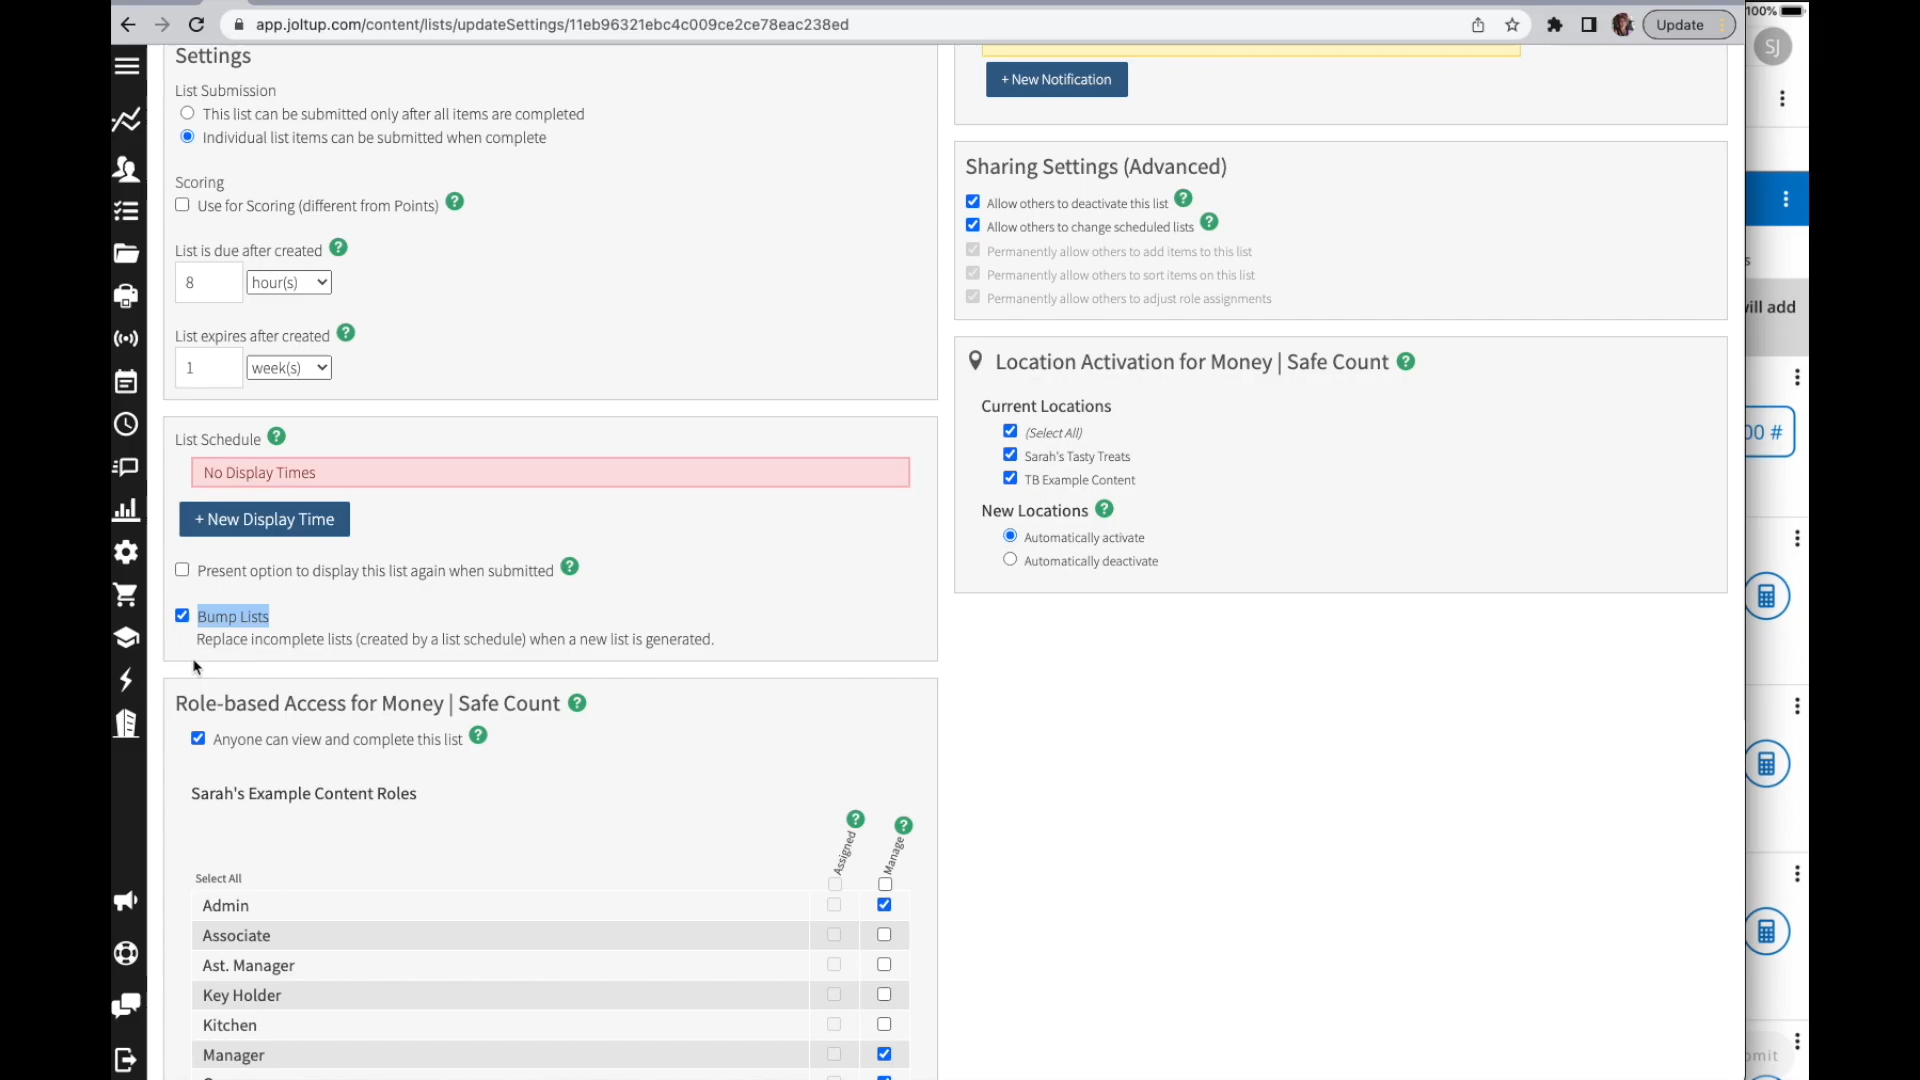 app.joltup.com/content/lists/updateSettings/11eb96321ebc4c009ce2ce78eac238ed
Update
100%
SJ
Settings
List Submission
This list can be submitted only after all items are completed
Individual list items can be submitted when complete
Scoring
Use for Scoring (different from Points) ?
List is due after created ?
8 hour(s)
List expires after created ?
1 week(s)
List Schedule ?
No Display Times
+ New Display Time
Present option to display this list again when submitted ?
Bump Lists
Replace incomplete lists (created by a list schedule) when a new list is generated.
Role-based Access for Money | Safe Count ?
Anyone can view and complete this list ?
Sarah's Example Content Roles
? ?
Assigned Manage
Select All
Admin
Associate
Ast. Manager
Key Holder
Kitchen
Manager
+ New Notification
Sharing Settings (Advanced)
Allow others to deactivate this list ?
Allow others to change scheduled lists ?
Permanently allow others to add items to this list
Permanently allow others to sort items on this list
Permanently allow others to adjust role assignments
Location Activation for Money | Safe Count ?
Current Locations
(Select All)
Sarah's Tasty Treats
TB Example Content
New Locations ?
Automatically activate
Automatically deactivate
s
will add
00 #